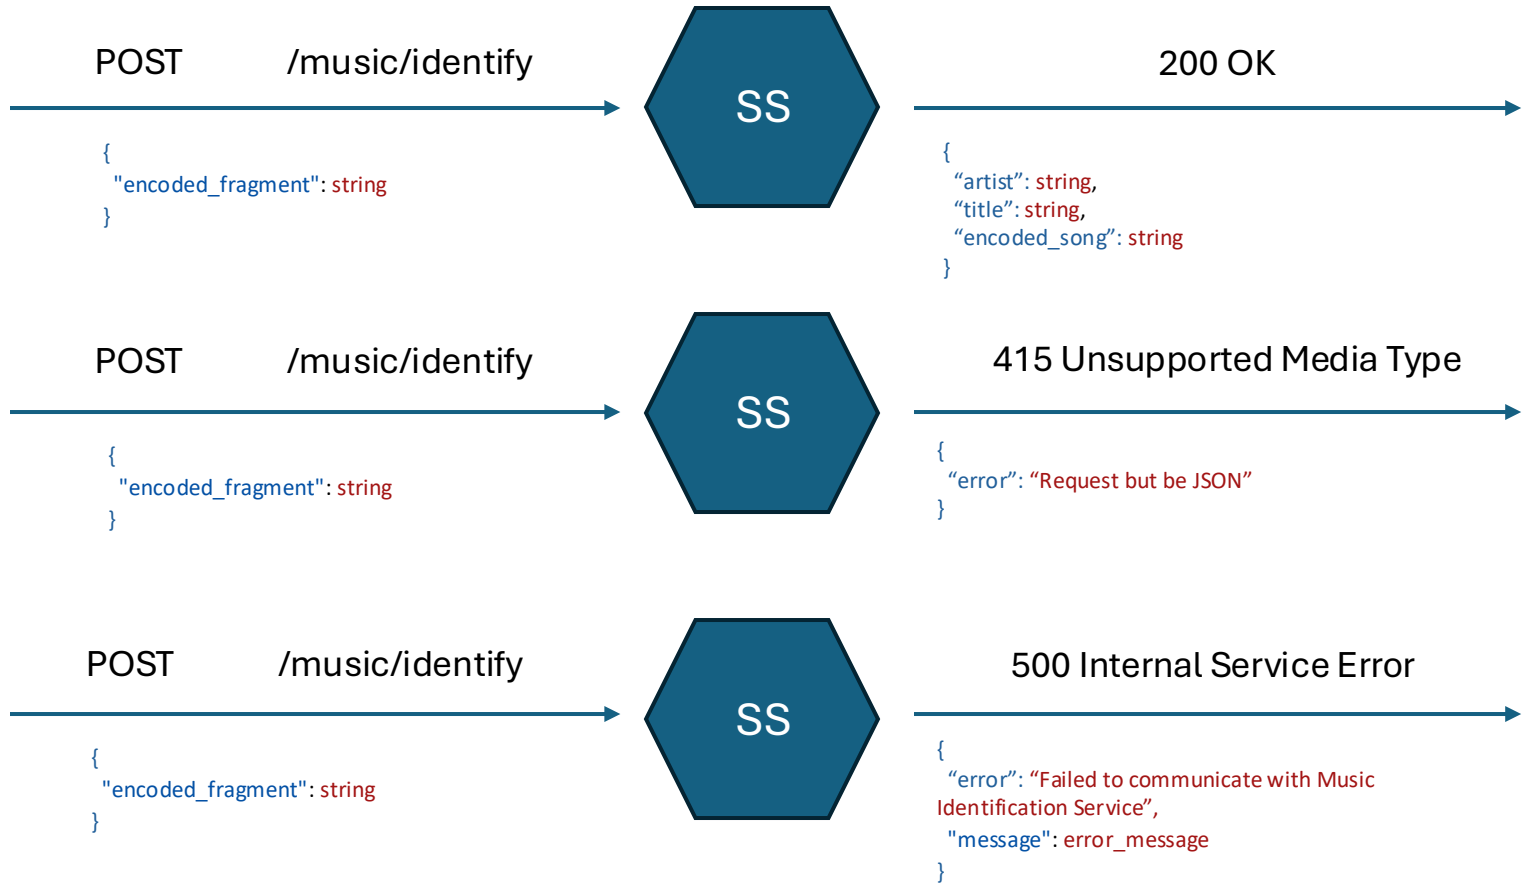 POST /music/identify
SS
200 OK
{
"encoded_fragment": string
}
{
“artist”: string,
“title”: string,
“encoded_song”: string
}
POST /music/identify
SS
415 Unsupported Media Type
{
"encoded_fragment": string
}
{
“error”: “Request but be JSON”
}
POST /music/identify
SS
500 Internal Service Error
{
"encoded_fragment": string
}
{
“error”: “Failed to communicate with Music
Identification Service”,
"message": error_message
}